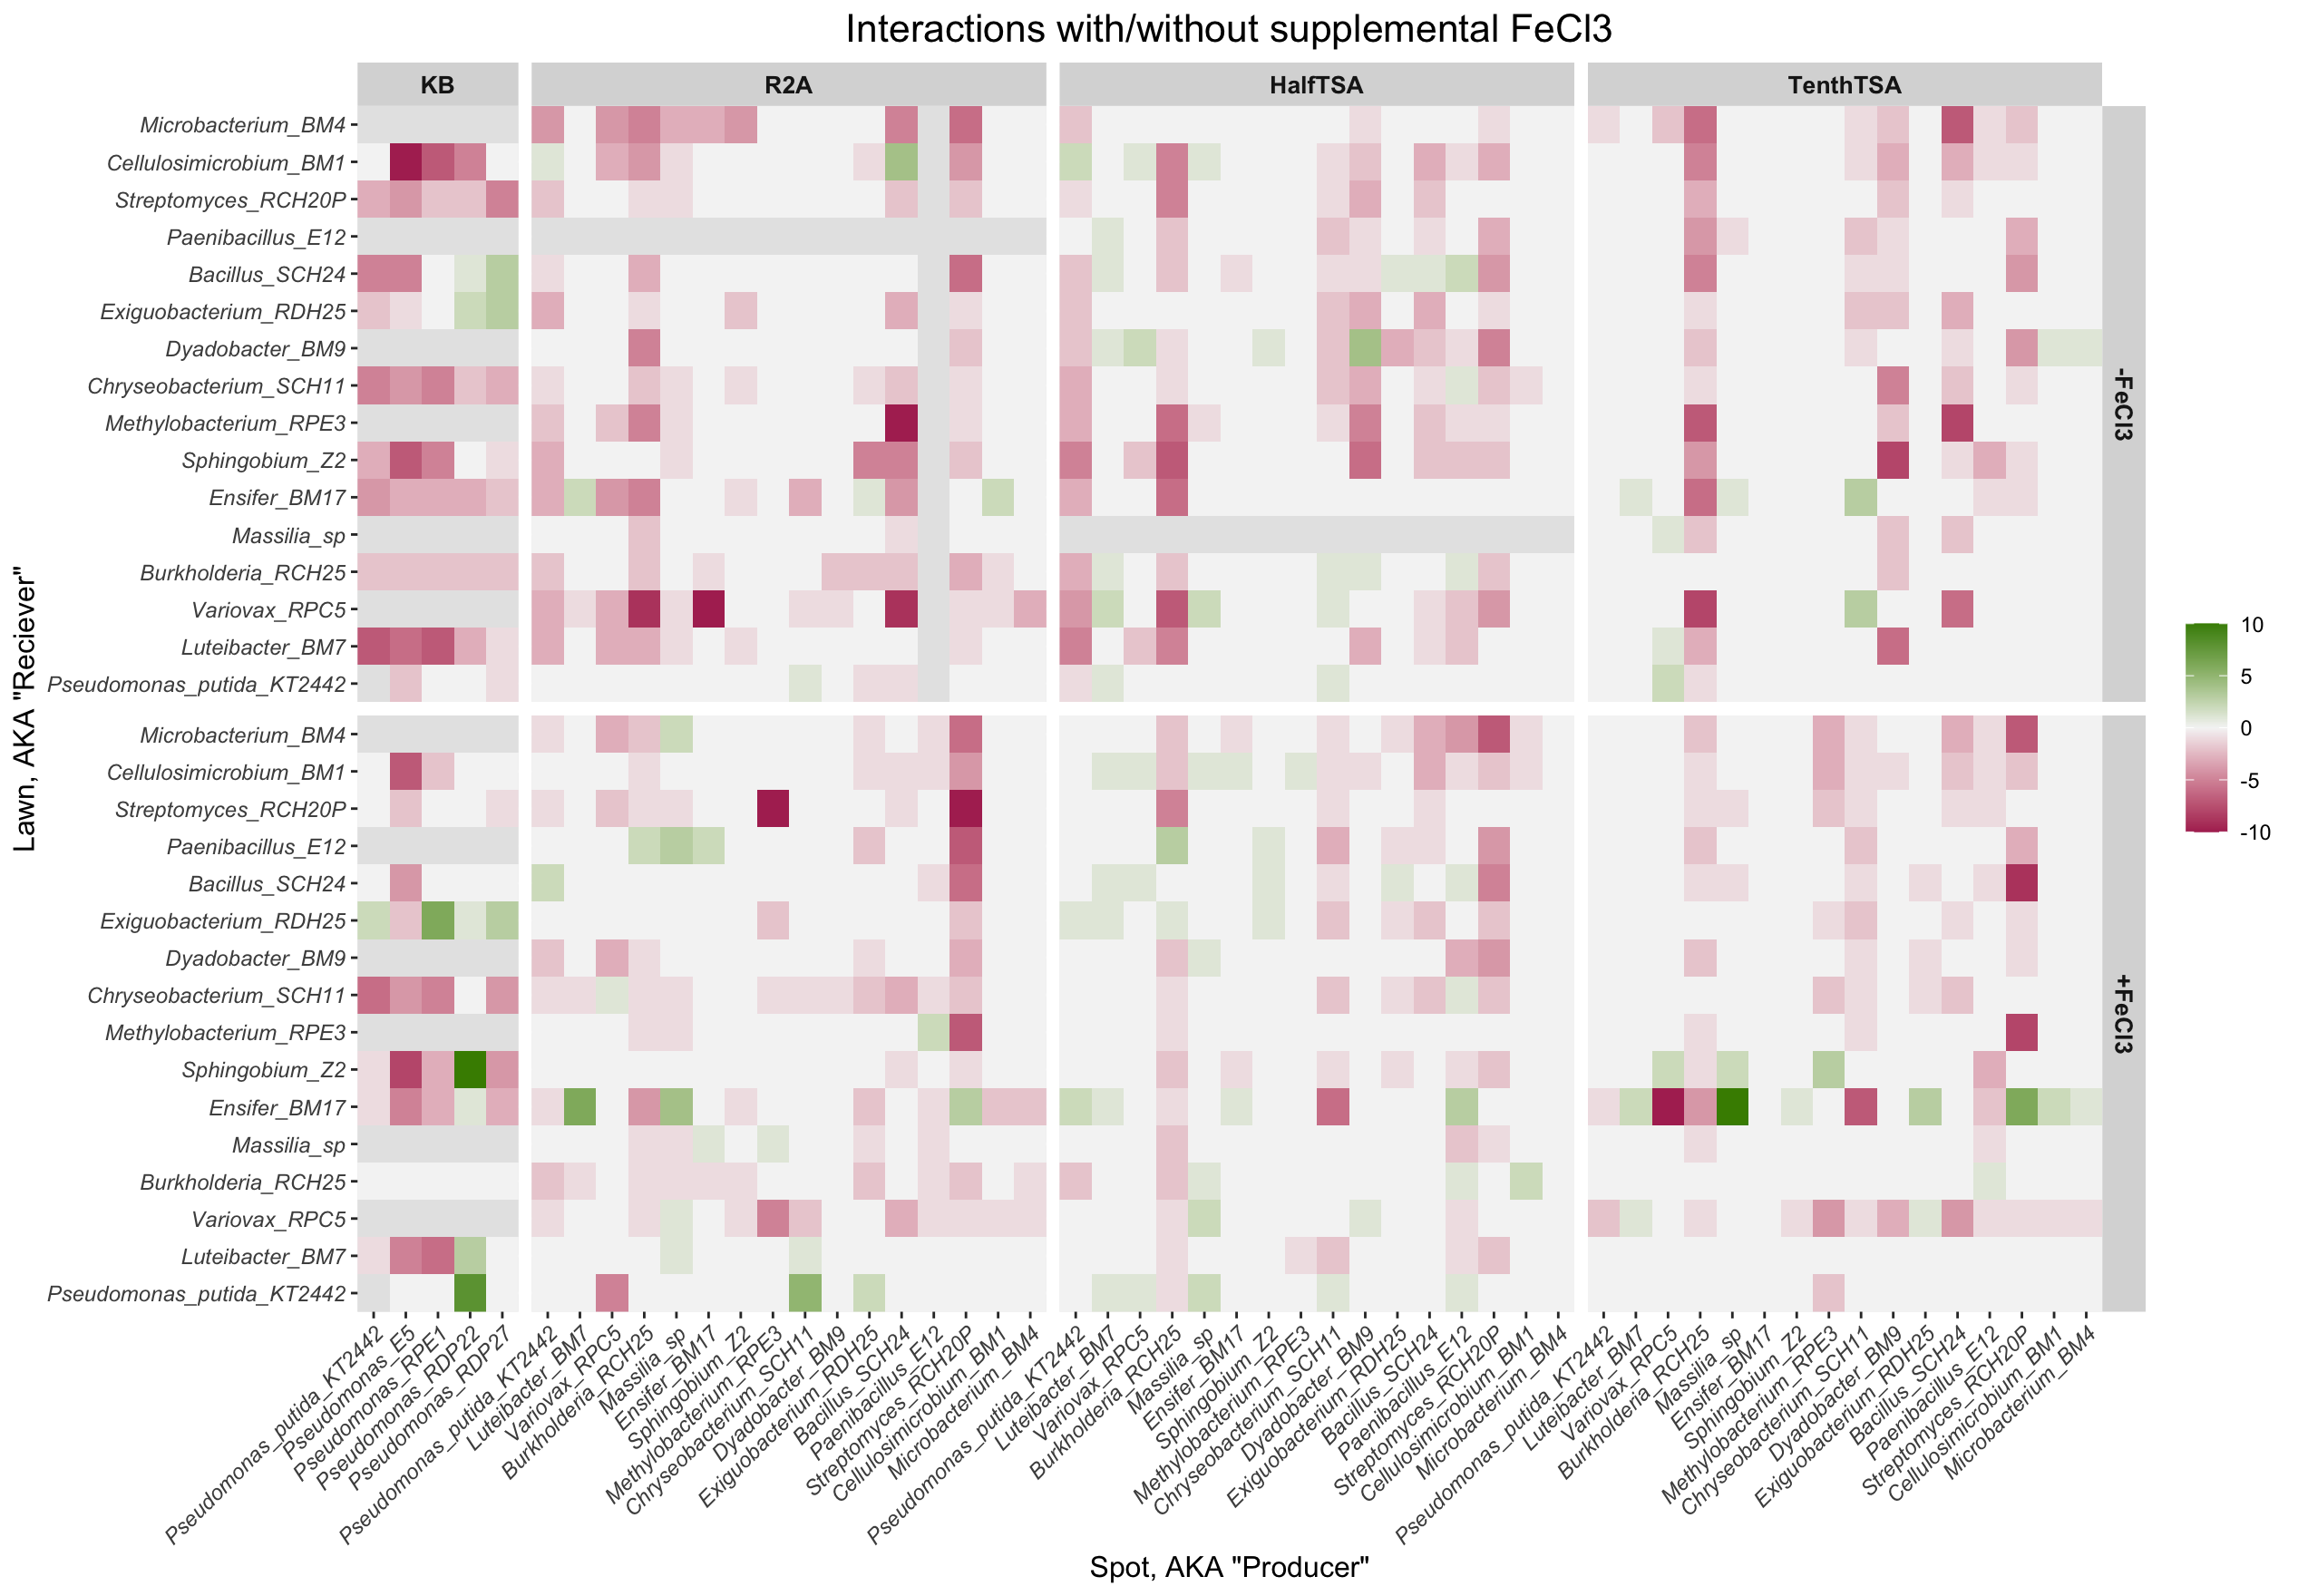 Interactions with/without supplemental FeCl3
KB
R2A
HalfTSA
TenthTSA
Lawn, AKA "Reciever"
Microbacterium_BM4
Cellulosimicrobium_BM1
Streptomyces_RCH20P
Paenibacillus_E12
Bacillus_SCH24
Exiguobacterium_RDH25
Dyadobacter_BM9
Chryseobacterium_SCH11
Methylobacterium_RPE3
Sphingobium_Z2
Ensifer_BM17
Massilia_sp
Burkholderia_RCH25
Variovax_RPC5
Luteibacter_BM7
Pseudomonas_putida_KT2442
-FeCl3
Microbacterium_BM4
Cellulosimicrobium_BM1
Streptomyces_RCH20P
Paenibacillus_E12
Bacillus_SCH24
Exiguobacterium_RDH25
Dyadobacter_BM9
Chryseobacterium_SCH11
Methylobacterium_RPE3
Sphingobium_Z2
Ensifer_BM17
Massilia_sp
Burkholderia_RCH25
Variovax_RPC5
Luteibacter_BM7
Pseudomonas_putida_KT2442
+FeCl3
10
5
0
-5
-10
Pseudomonas_putida_KT2442
Pseudomonas_E5
Pseudomonas_RPE1
Pseudomonas_RDP22
Pseudomonas_RDP27
Pseudomonas_putida_KT2442
Luteibacter_BM7
Variovax_RPC5
Burkholderia_RCH25
Massilia_sp
Ensifer_BM17
Sphingobium_Z2
Methylobacterium_RPE3
Chryseobacterium_SCH11
Dyadobacter_BM9
Exiguobacterium_RDH25
Bacillus_SCH24
Paenibacillus_E12
Streptomyces_RCH20P
Cellulosimicrobium_BM1
Microbacterium_BM4
Pseudomonas_putida_KT2442
Luteibacter_BM7
Variovax_RPC5
Burkholderia_RCH25
Massilia_sp
Ensifer_BM17
Sphingobium_Z2
Methylobacterium_RPE3
Chryseobacterium_SCH11
Dyadobacter_BM9
Exiguobacterium_RDH25
Bacillus_SCH24
Paenibacillus_E12
Streptomyces_RCH20P
Cellulosimicrobium_BM1
Microbacterium_BM4
Pseudomonas_putida_KT2442
Luteibacter_BM7
Variovax_RPC5
Burkholderia_RCH25
Massilia_sp
Ensifer_BM17
Sphingobium_Z2
Methylobacterium_RPE3
Chryseobacterium_SCH11
Dyadobacter_BM9
Exiguobacterium_RDH25
Bacillus_SCH24
Paenibacillus_E12
Streptomyces_RCH20P
Cellulosimicrobium_BM1
Microbacterium_BM4
Spot, AKA "Producer"